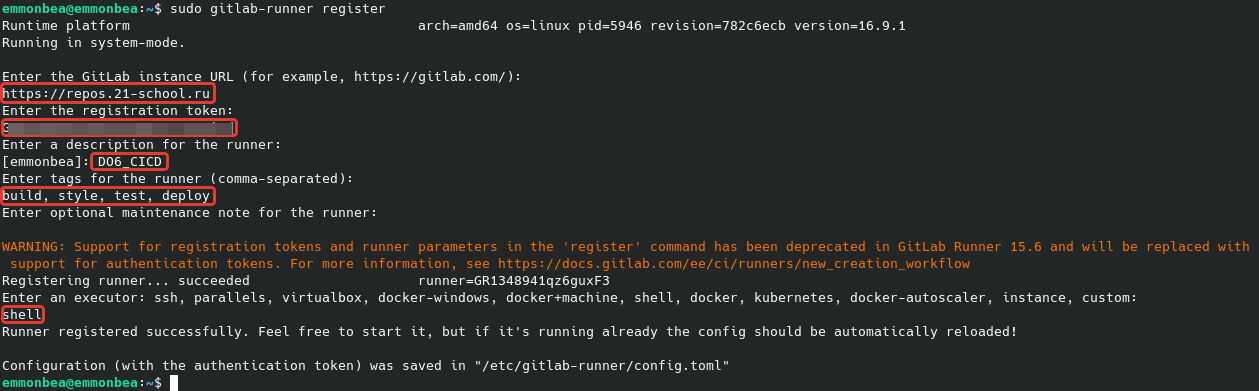 emmonbea@emmonbea:~$ sudo gitlab-runner register
Runtime platform                                    arch=amd64 os=linux pid=5946 revision=782c6ecb version=16.9.1
Running in system-mode.
Enter the GitLab instance URL (for example, https://gitlab.com/):
https://repos.21-school.ru
Enter the registration token:
Enter a description for the runner:
[emmonbea]: DO6_CICD
Enter tags for the runner (comma-separated):
build, style, test, deploy
Enter optional maintenance note for the runner:
WARNING: Support for registration tokens and runner parameters in the 'register' command has been deprecated in GitLab Runner 15.6 and will be replaced with
support for authentication tokens. For more information, see https://docs.gitlab.com/ee/ci/runners/new_creation_workflow
Registering runner... succeeded                     runner=GR1348941qz6guxF3
Enter an executor: ssh, parallels, virtualbox, docker-windows, docker+machine, shell, docker, kubernetes, docker-autoscaler, instance, custom:
shell
Runner registered successfully. Feel free to start it, but if it's running already the config should be automatically reloaded!
Configuration (with the authentication token) was saved in "/etc/gitlab-runner/config.toml"
emmonbea@emmonbea:~$